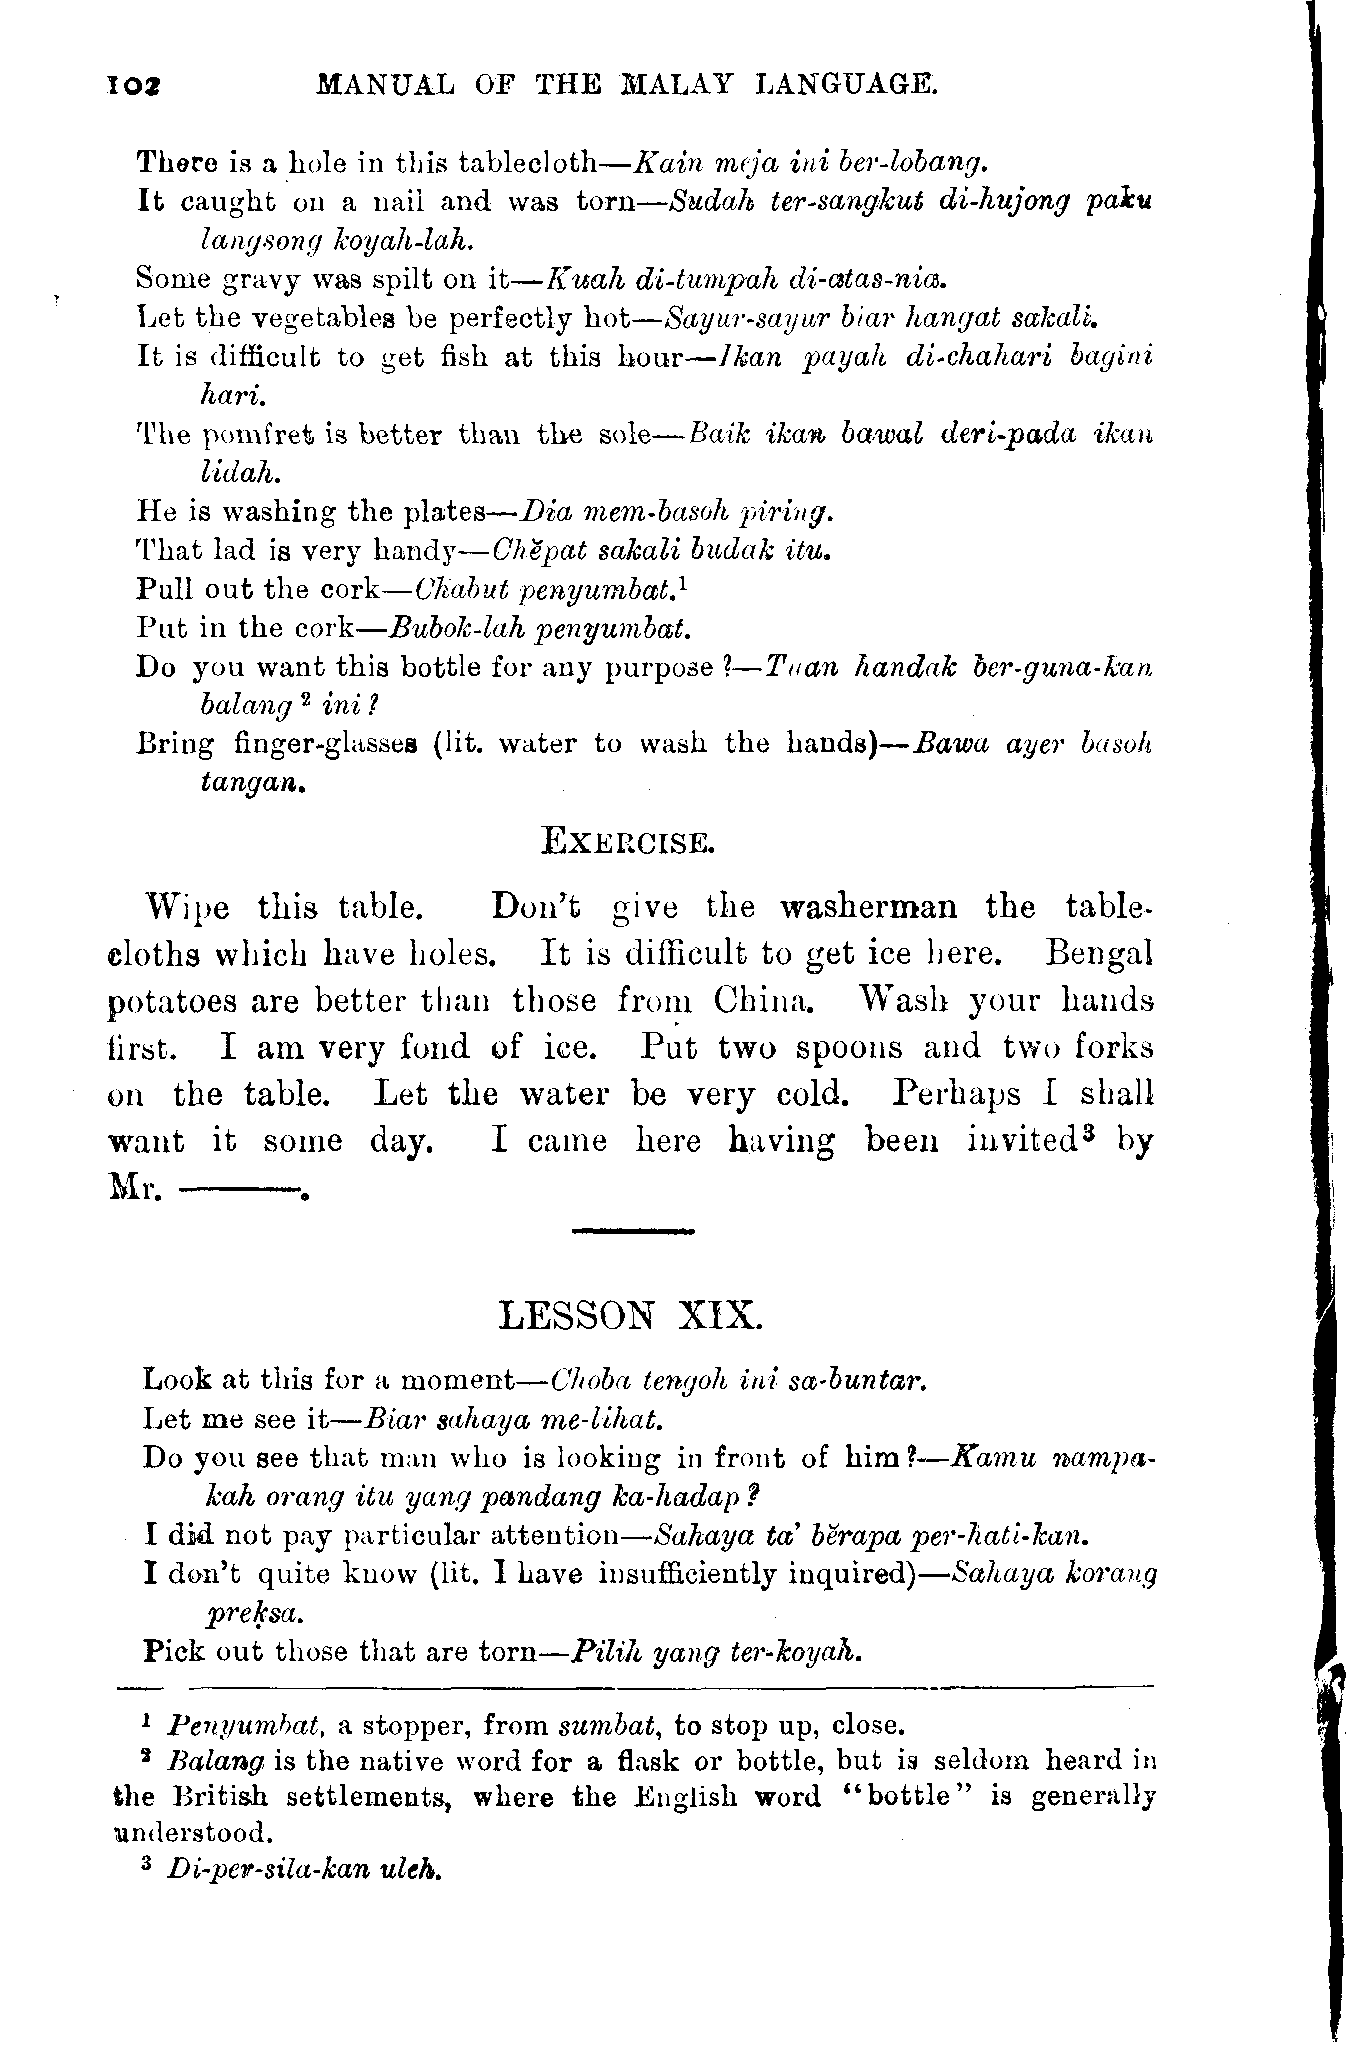 102 MANUAL OF THE MALAY LANGUAGE.
There is a hole in this tablecloth—Kain meja ini ber-lobang.
It caught on a nail and was torn—Sudah ter-sangkut di-hujong paku
langsong koyah-lah.
Some gravy was spilt on it—Kuah di-tumpah di-atas-nia.
Let the vegetables be perfectly hot—Sayur-sayur biar hangat sakali.
It is difficult to get fish at this hour—Ikan payah di-chahari bagini
hari.
The pomfret is better than the sole—Baik ikan bawal deri-pada ikan
lidah.
He is washing the plates—Dia mem-basoh piring.
That lad is very handy—Chĕpat sakali budak itu.
Pull out the cork—Chabut penyumbat.¹
Put in the cork—Bubok-lah penyumbat.
Do you want this bottle for any purpose?—Tuan handak ber-guna-kan
balang ² ini?
Bring finger-glasses (lit. water to wash the hands)—Bawa ayer basoh
tangan.
EXERCISE.
Wipe this table. Don't give the washerman the table-
cloths which have holes. It is difficult to get ice here. Bengal
potatoes are better than those from China. Wash your hands
first. I am very fond of ice. Put two spoons and two forks
on the table. Let the water be very cold. Perhaps I shall
want it some day. I came here having been invited³ by
Mr. ———.
LESSON XIX.
Look at this for a moment—Choba tengoh ini sa-buntar.
Let me see it—Biar sahaya me-lihat.
Do you see that man who is looking in front of him?—Kamu nampa-
kah orang itu yang pandang ka-hadap?
I did not pay particular attention—Sahaya ta' bĕrapa per-hati-kan.
I don't quite know (lit. I have insufficiently inquired)—Sahaya korang
preḳsa.
Pick out those that are torn—Pilih yang ter-koyah.
¹ Penyumbat, a stopper, from sumbat, to stop up, close.
² Balang is the native word for a flask or bottle, but is seldom heard in
the British settlements, where the English word "bottle" is generally
understood.
³ Di-per-sila-kan uleh.